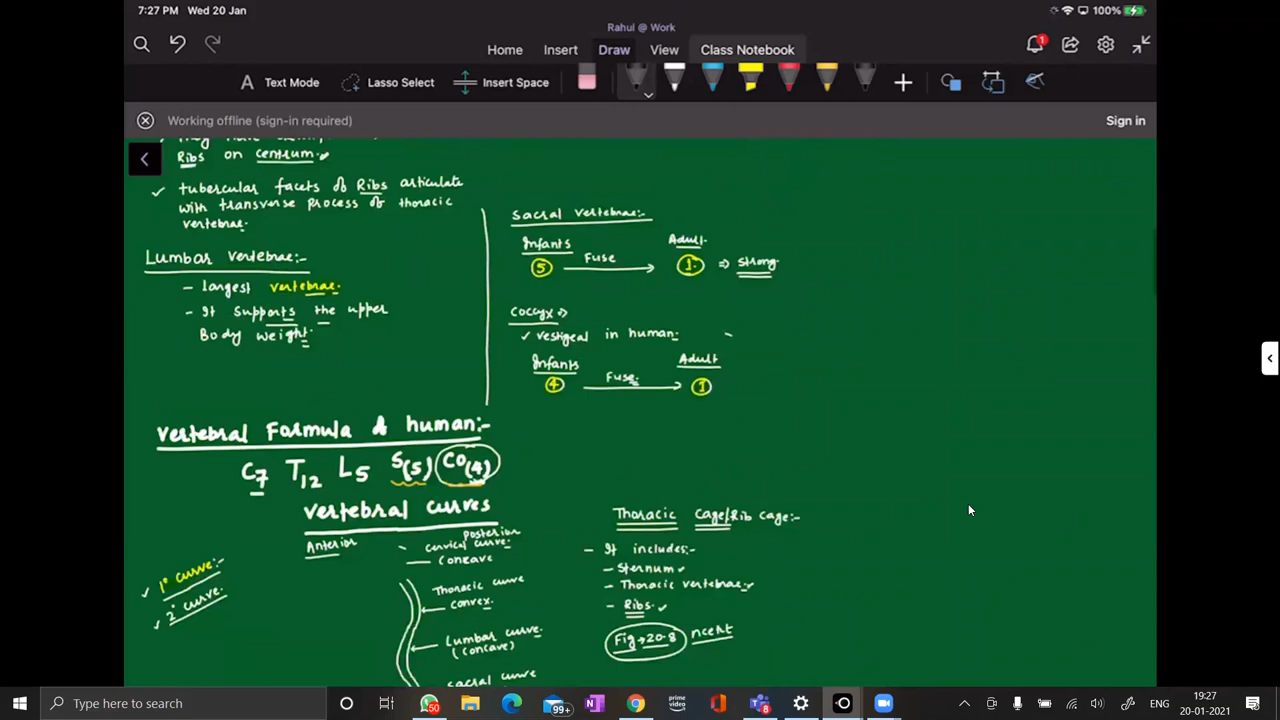 7:27 PM Wed 20 Jan
100%
Rahul @ Work
Home Insert Draw View Class Notebook
1
Text Mode Lasso Select Insert Space
Working offline (sign-in required)
Sign in
Ribs on centrum.
✓ tubercular facets of Ribs articulate
with transverse process of thoracic
vertebrae.
Lumbar vertebrae:-
- largest vertebrae.
- It supports the upper
Body weight.
Sacral vertebrae:-
Infants Adult.
5 Fuse 1. ⇒ strong
Coccyx ⇒
✓ vestigeal in human:
Infants Adult
4 Fuse. 1
Vertebral Formula of human:-
C7 T12 L5 S(5) CO(4)
vertebral curves
Anterior posterior
cervical curve:
concave
Thoracic curve
convex.
Lumbar curve.
(concave)
sacral curve
✓ 1° curve:-
✓ 2° curve.
Thoracic Cage/Rib cage:-
- It includes:-
- Sternum ✓
- Thoracic vertebrae. ✓
- Ribs. ✓
Fig → 20.8 ncert
Type here to search
50
99+
8
ENG
19:27
20-01-2021